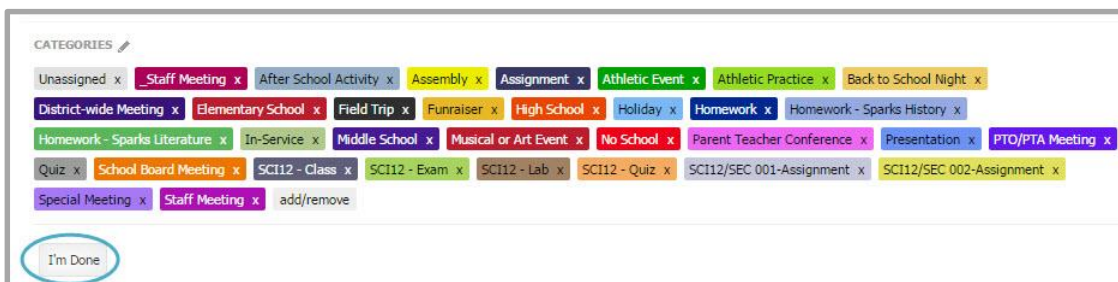 CATEGORIES
Unassigned x _Staff Meeting x After School Activity x Assembly x Assignment x Athletic Event x Athletic Practice x Back to School Night x
District-wide Meeting x Elementary School x Field Trip x Funraiser x High School x Holiday x Homework x Homework - Sparks History x
Homework - Sparks Literature x In-Service x Middle School x Musical or Art Event x No School x Parent Teacher Conference x Presentation x PTO/PTA Meeting x
Quiz x School Board Meeting x SCI12 - Class x SCI12 - Exam x SCI12 - Lab x SCI12 - Quiz x SCI12/SEC 001-Assignment x SCI12/SEC 002-Assignment x
Special Meeting x Staff Meeting x add/remove
I'm Done